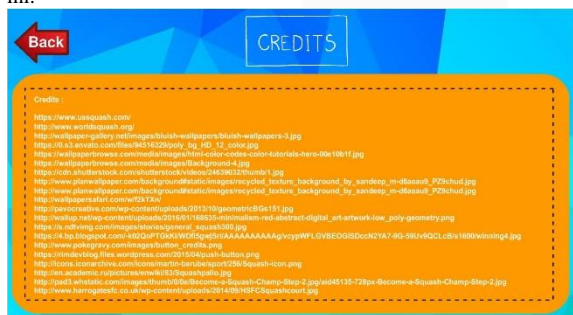 Back
CREDITS
Credits :
https://www.ussquash.com/
http://www.worldsquash.org/
http://wallpaper-gallery.net/images/bluish-wallpapers/bluish-wallpapers-3.jpg
https://0.s3.envato.com/files/94516329/poly_bg_HD_12_color.jpg
https://wallpaperbrowse.com/media/images/html-color-codes-color-tutorials-hero-00e10b1f.jpg
https://wallpaperbrowse.com/media/images/Background-4.jpg
https://cdn.shutterstock.com/shutterstock/videos/24639032/thumb/1.jpg
http://www.planwallpaper.com/background#static/images/recycled_texture_background_by_sandeep_m-d6aeau9_PZ9chud.jpg
http://www.planwallpaper.com/background#static/images/recycled_texture_background_by_sandeep_m-d6aeau9_PZ9chud.jpg
http://pavocreative.com/wp-content/uploads/2013/10/geometricBGs151.jpg
http://wallup.net/wp-content/uploads/2016/01/168635-minimalism-red-abstract-digital_art-artwork-low_poly-geometry.png
https://s.ndtvimg.com/images/stories/general_squash300.jpg
http://www.pokegravy.com/images/button_credits.png
https://rimdevblog.files.wordpress.com/2015/04/push-button.png
http://icons.iconarchive.com/icons/martin-berube/sport/256/Squash-icon.png
http://en.academic.ru/pictures/enwiki/83/Squashpallo.jpg
http://pad3.whstatic.com/images/thumb/0/0e/Become-a-Squash-Champ-Step-2.jpg/aid45135-728px-Become-a-Squash-Champ-Step-2.jpg
http://www.harrogatesfc.co.uk/wp-content/uploads/2014/09/HSFCSquashcourt.jpg